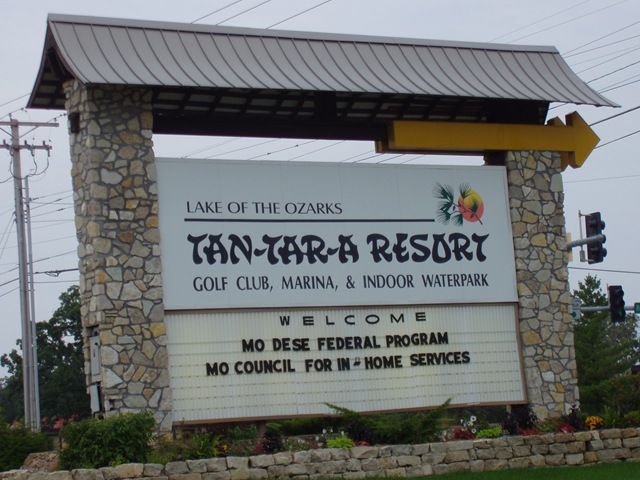 LAKE OF THE OZARKS
TAN-TAR-A RESORT
GOLF CLUB, MARINA, & INDOOR WATERPARK
WELCOME
MO DESE FEDERAL PROGRAM
MO COUNCIL FOR IN-HOME SERVICES